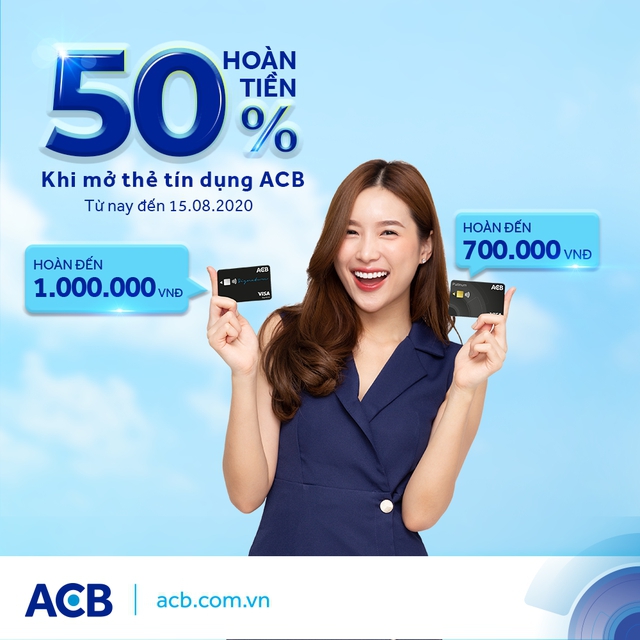 50%
HOÀN
TIỀN
Khi mở thẻ tín dụng ACB
Từ nay đến 15.08.2020
HOÀN ĐẾN
1.000.000 VNĐ
HOÀN ĐẾN
700.000 VNĐ
ACB
VISA
Platinum
ACB
VISA
ACB
acb.com.vn